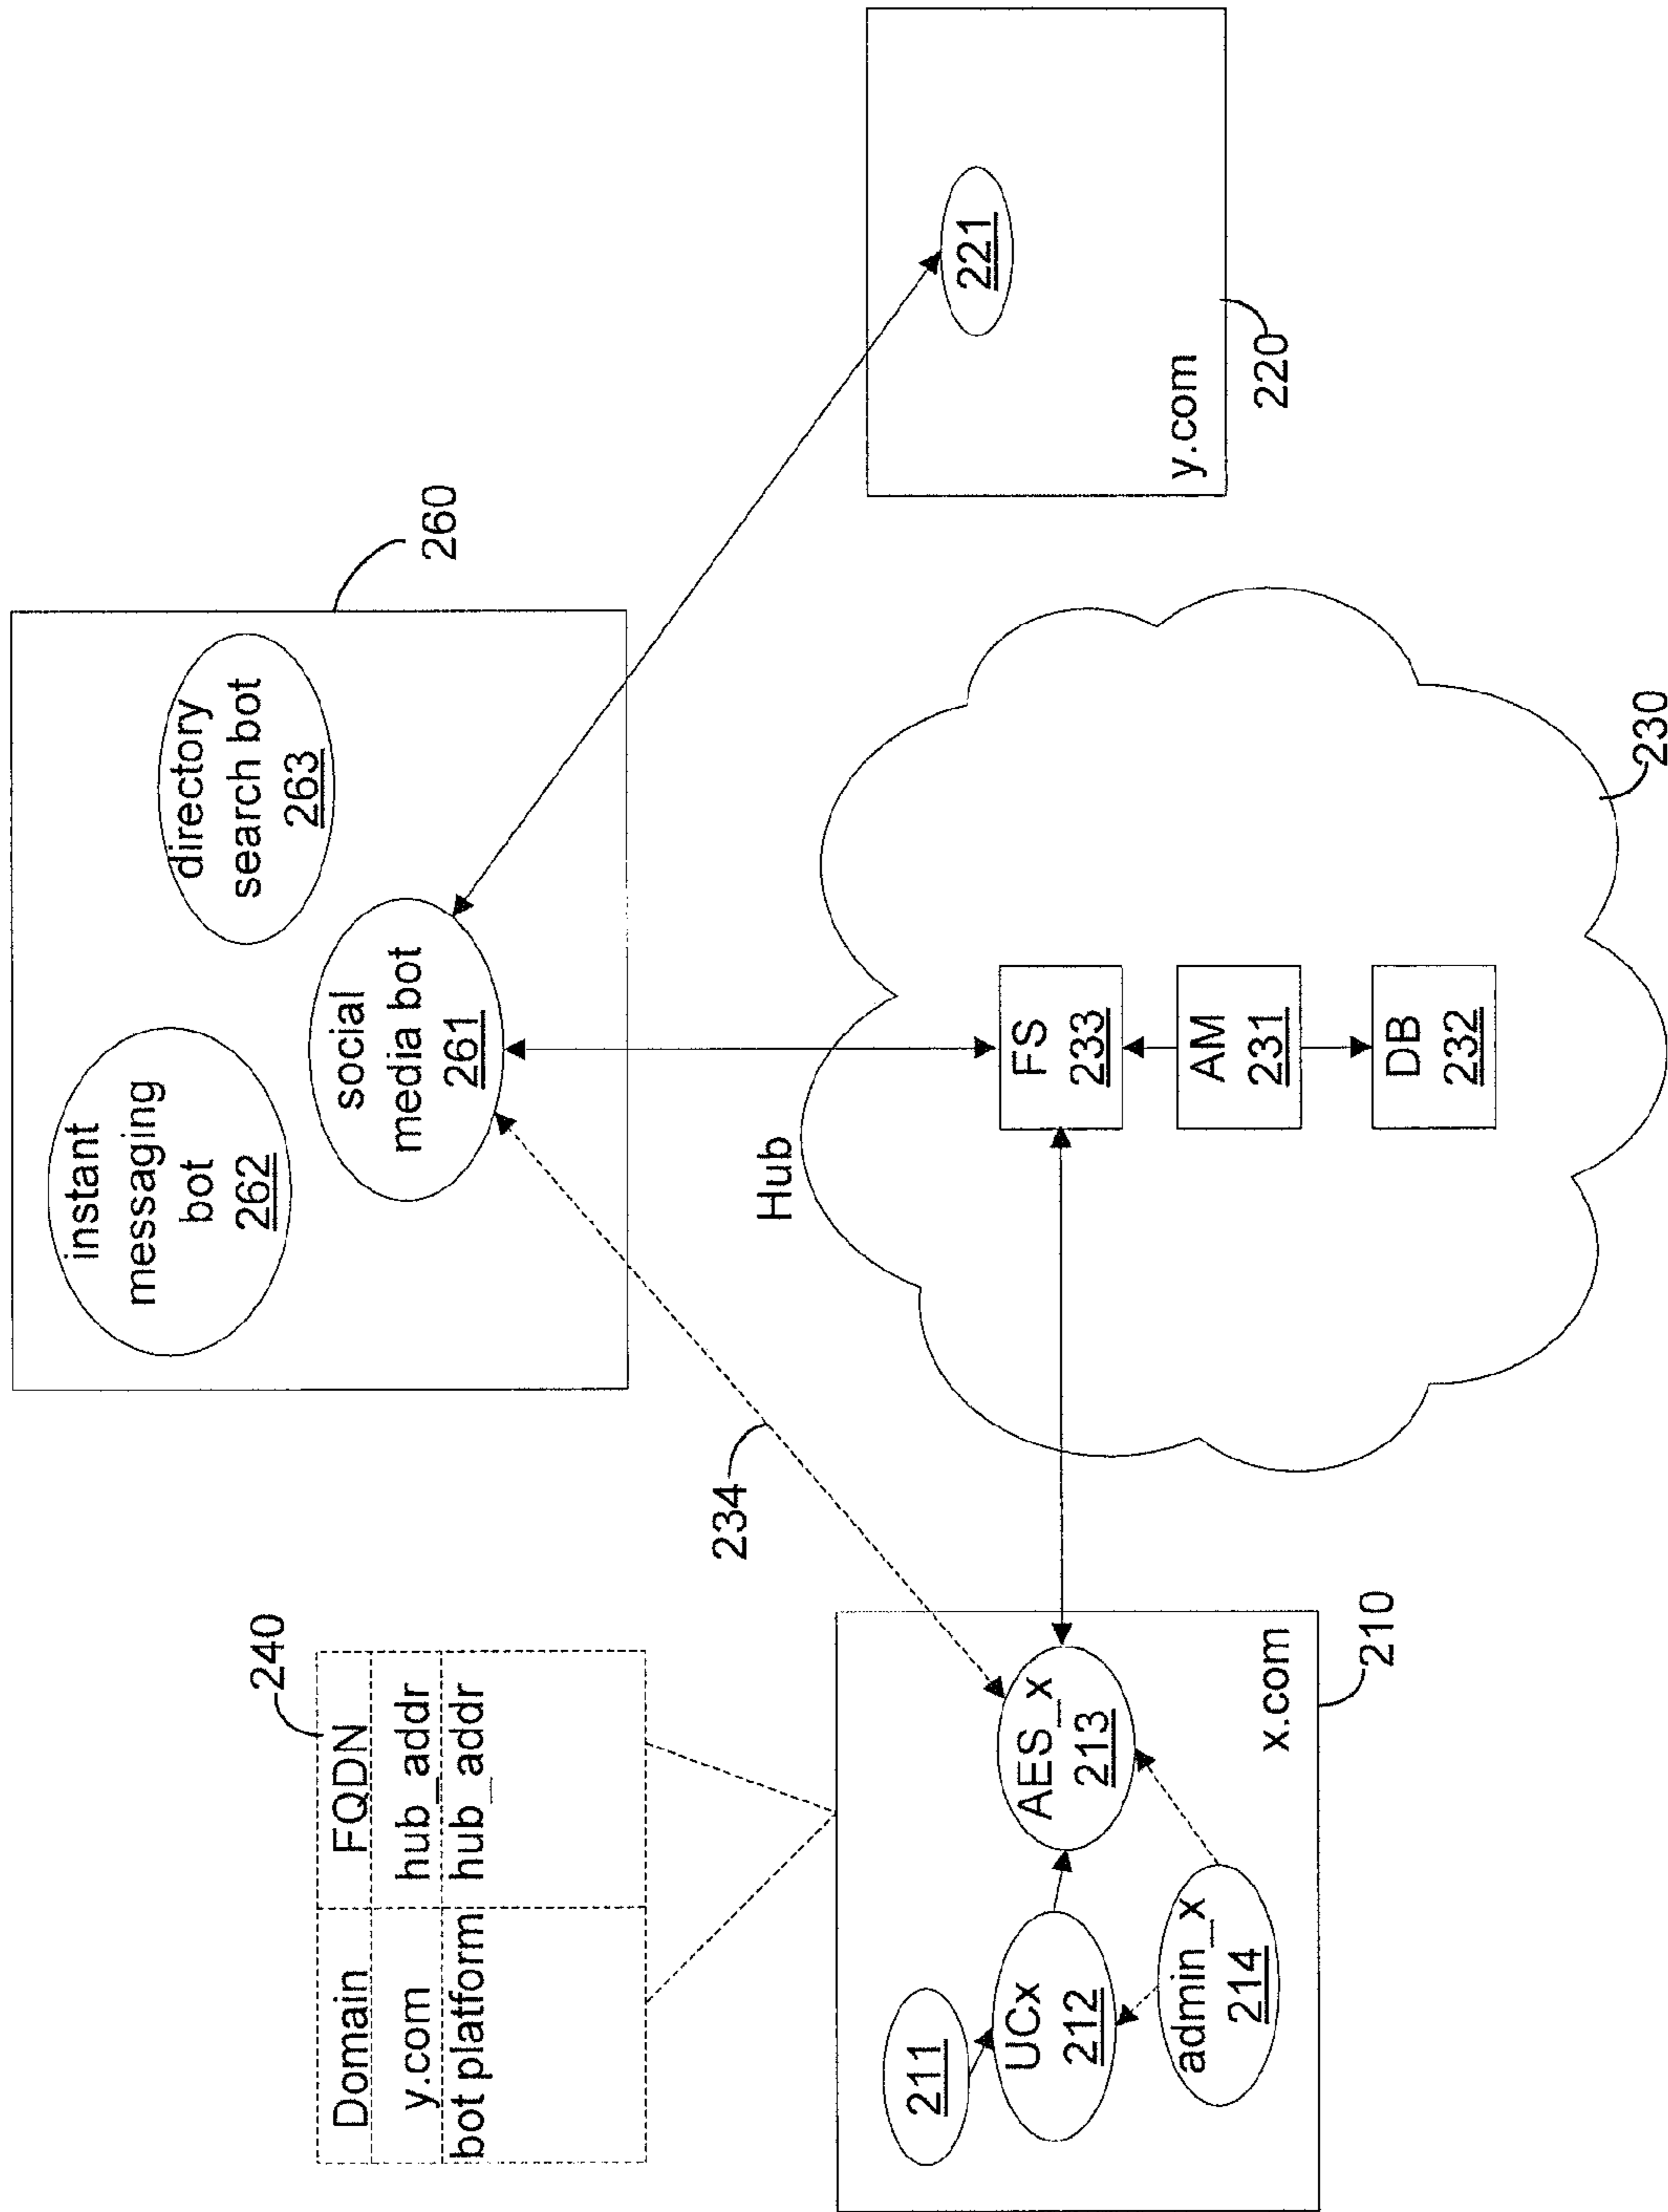 240
Domain FQDN
y.com hub_addr
bot platform hub_addr
instant
messaging
bot
262
directory
search bot
263
social
media bot
261
260
234
Hub
211
UCx
212
AES_x
213
admin_x
214
x.com
210
FS
233
AM
231
DB
232
230
221
y.com
220